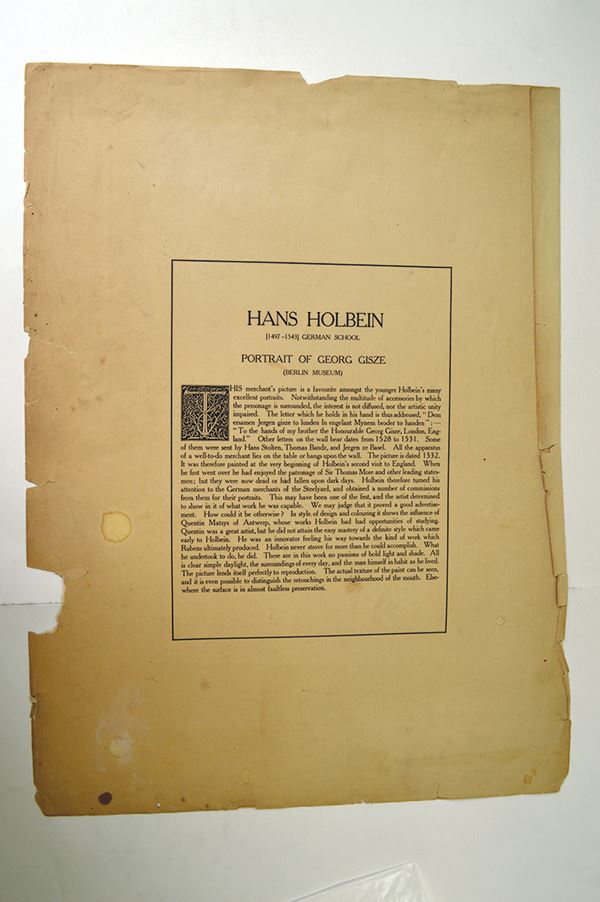 HANS HOLBEIN
[1497–1543] GERMAN SCHOOL
PORTRAIT OF GEORG GISZE
(BERLIN MUSEUM)
THIS merchant's picture is a favourite amongst the younger Holbein's many
excellent portraits. Notwithstanding the multitude of accessories by which
the personage is surrounded, the interest is not diffused, nor the artistic unity
impaired. The letter which he holds in his hand is thus addressed, "Dem
ersamen Jergen gisze to lunden In engelant Mynem broder to handen":—
"To the hands of my brother the Honourable Georg Gisze, London, Eng-
land." Other letters on the wall bear dates from 1528 to 1531. Some
of them were sent by Hans Stolten, Thomas Bandz, and Jergen ze Basel. All the apparatus
of a well-to-do merchant lies on the table or hangs upon the wall. The picture is dated 1532.
It was therefore painted at the very beginning of Holbein's second visit to England. When
he first went over he had enjoyed the patronage of Sir Thomas More and other leading states-
men; but they were now dead or had fallen upon dark days. Holbein therefore turned his
attention to the German merchants of the Steelyard, and obtained a number of commissions
from them for their portraits. This may have been one of the first, and the artist determined
to show in it of what work he was capable. We may judge that it proved a good advertise-
ment. How could it be otherwise? In style, of design and colouring it shows the influence of
Quentin Matsys of Antwerp, whose works Holbein had had opportunities of studying.
Quentin was a great artist, but he did not attain the easy mastery of a definite style which came
early to Holbein. He was an innovator feeling his way towards the kind of work which
Rubens ultimately produced. Holbein never strove for more than he could accomplish. What
he undertook to do, he did. There are in this work no passions of bold light and shade. All
is clear simple daylight, the surroundings of every day, and the man himself in habit as he lived.
The picture lends itself perfectly to reproduction. The actual texture of the paint can be seen,
and it is even possible to distinguish the retouchings in the neighbourhood of the mouth. Else-
where the surface is in almost faultless preservation.